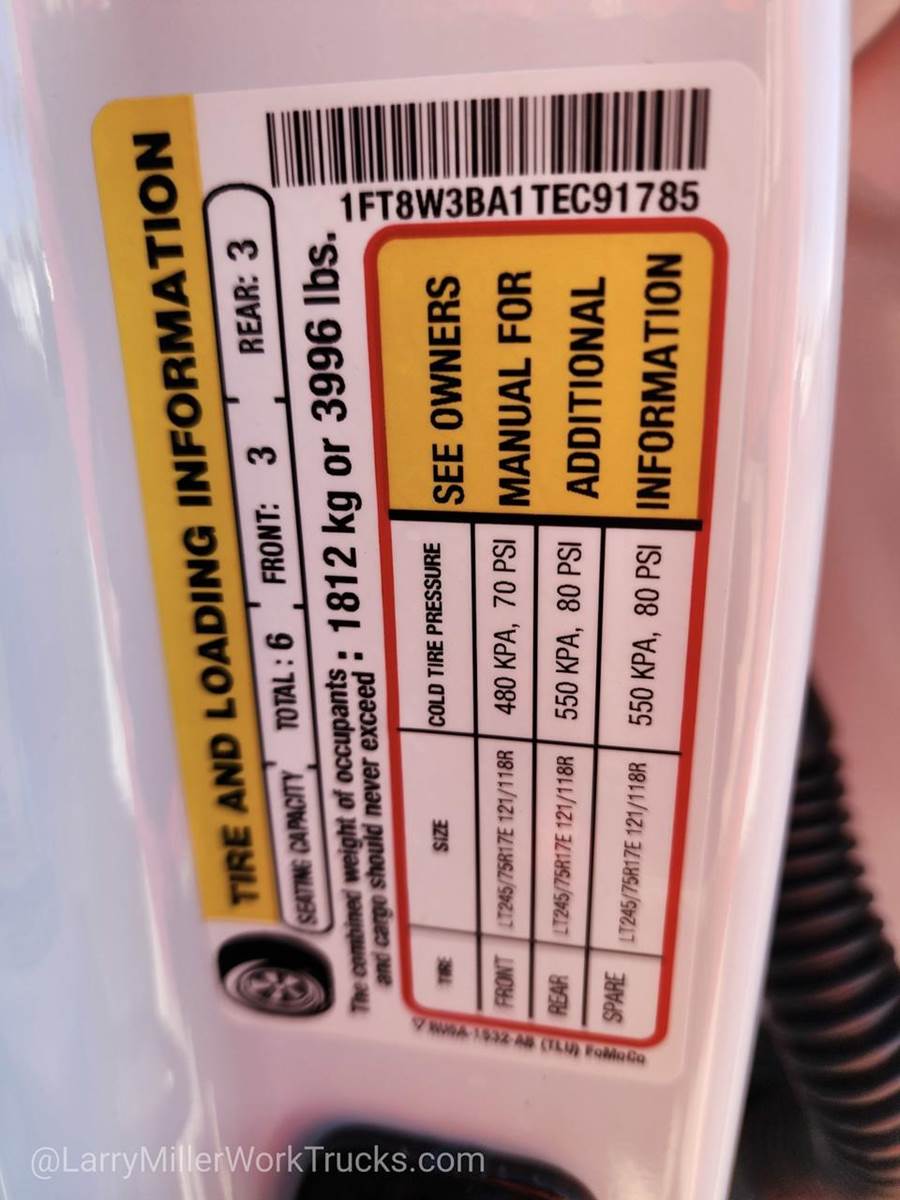 TIRE AND LOADING INFORMATION
SEATING CAPACITY TOTAL : 6 FRONT: 3 REAR: 3
The combined weight of occupants and cargo should never exceed : 1812 kg or 3996 lbs.
TIRE SIZE COLD TIRE PRESSURE
FRONT LT245/75R17E 121/118R 480 KPA, 70 PSI
REAR LT245/75R17E 121/118R 550 KPA, 80 PSI
SPARE LT245/75R17E 121/118R 550 KPA, 80 PSI
SEE OWNERS
MANUAL FOR
ADDITIONAL
INFORMATION
1FT8W3BA1TEC91785
(TLU) FoMoCo
@LarryMillerWorkTrucks.com